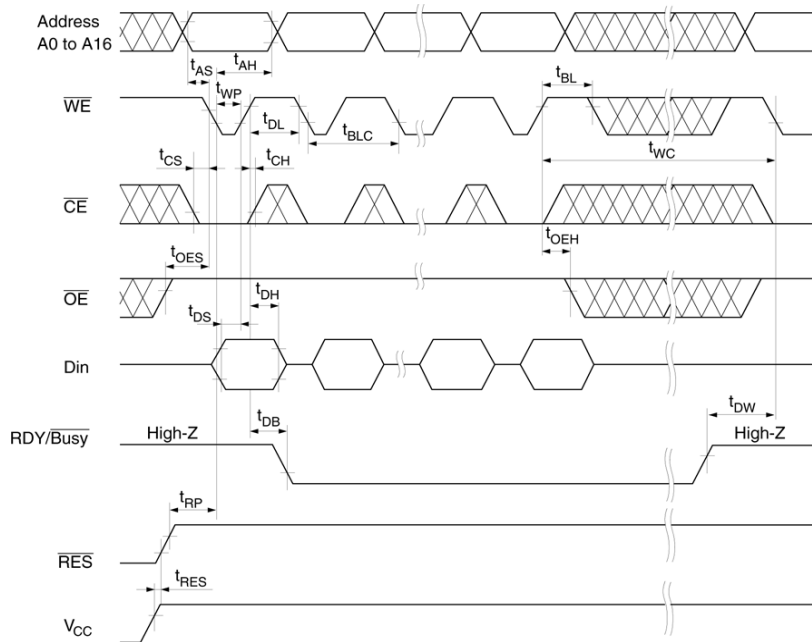 Address
A0 to A16
tAS
tAH
tBL
tWP
WE
tDL
tBLC
tWC
tCS
tCH
CE
tOEH
tOES
OE
tDH
tDS
Din
tDW
tDB
RDY/Busy
High-Z
High-Z
tRP
RES
tRES
VCC